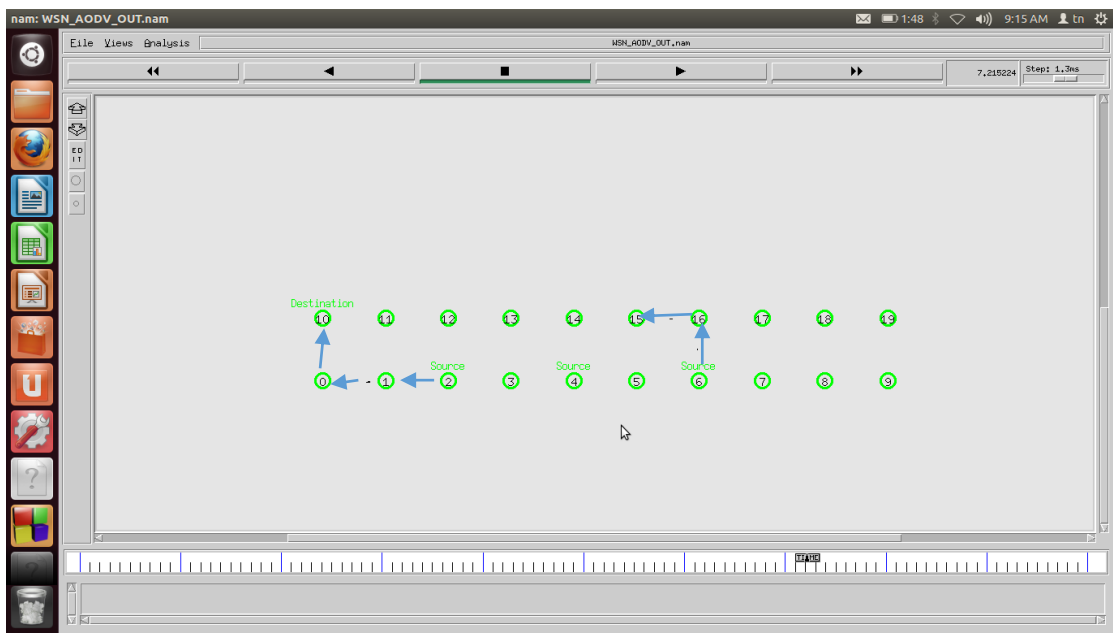 nam: WSN_AODV_OUT.nam
1:48
9:15 AM
tn
File Views Analysis
WSN_AODV_OUT.nam
7.215224
Step: 1.3ms
ED
IT
Destination
10 11 12 13 14 15 16 17 18 19
Source Source Source
0 1 2 3 4 5 6 7 8 9
TIME